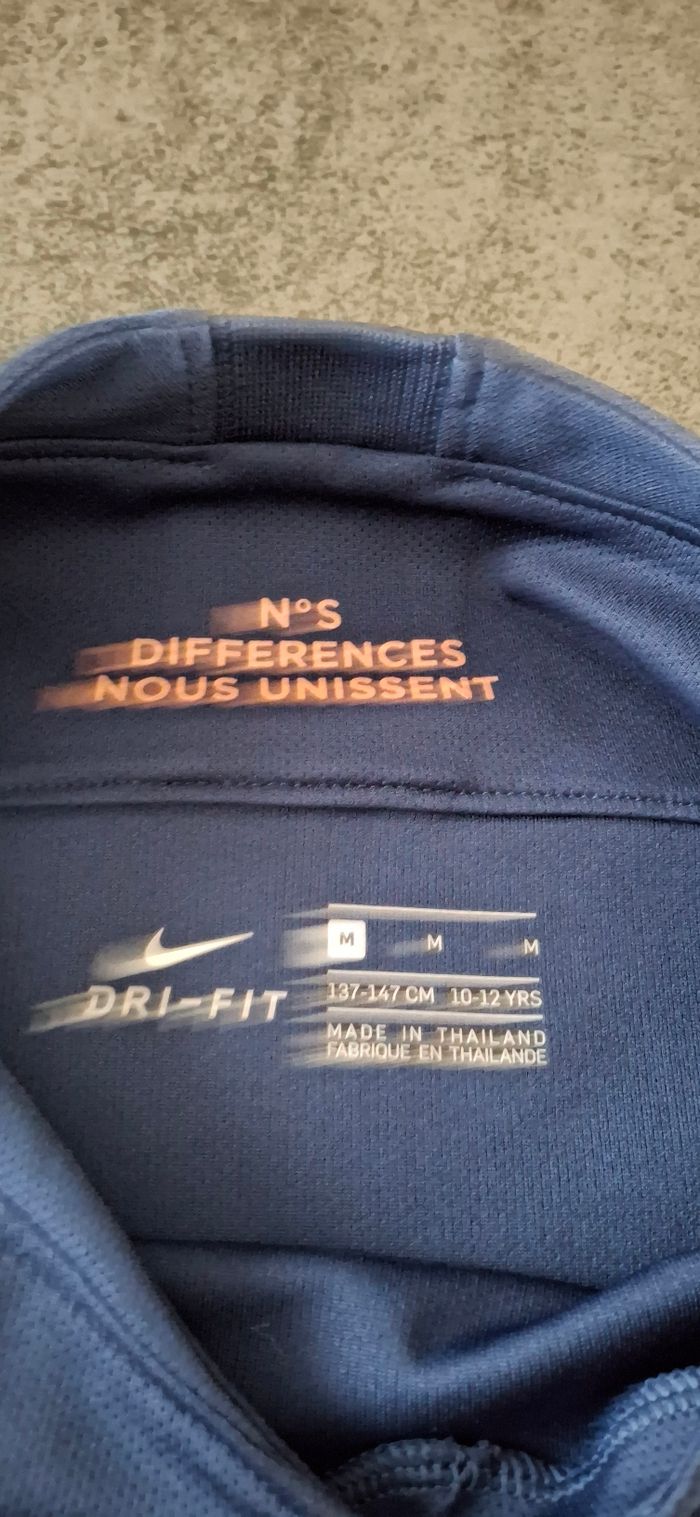 N°S
DIFFERENCES
NOUS UNISSENT
M M M
137-147 CM 10-12 YRS
DRI-FIT
MADE IN THAILAND
FABRIQUE EN THAILANDE